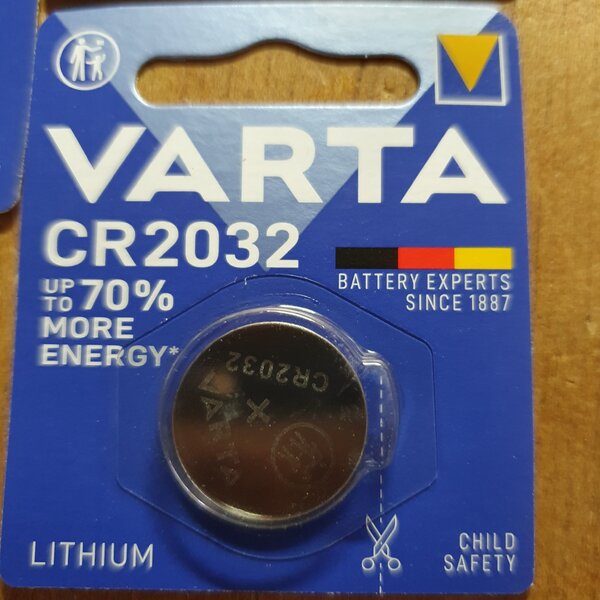 VARTA
CR2032
UP TO 70%
MORE
ENERGY*
BATTERY EXPERTS
SINCE 1887
CR2032
VARTA
+
LITHIUM
CHILD
SAFETY